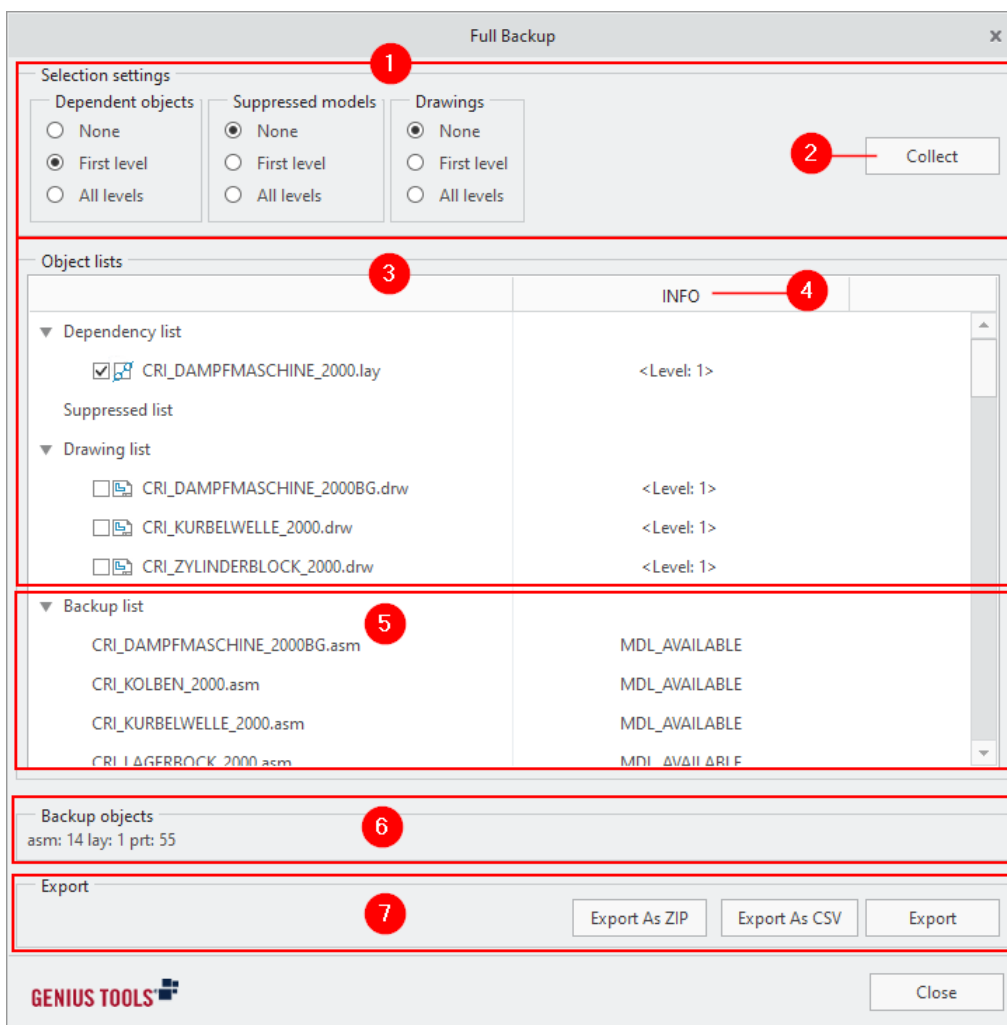 Full Backup
1
Selection settings
Dependent objects Suppressed models Drawings
None None None
First level First level First level
All levels All levels All levels
2 Collect
Object lists
3
INFO 4
Dependency list
CRI_DAMPFMASCHINE_2000.lay <Level: 1>
Suppressed list
Drawing list
CRI_DAMPFMASCHINE_2000BG.drw <Level: 1>
CRI_KURBELWELLE_2000.drw <Level: 1>
CRI_ZYLINDERBLOCK_2000.drw <Level: 1>
Backup list
5
CRI_DAMPFMASCHINE_2000BG.asm MDL_AVAILABLE
CRI_KOLBEN_2000.asm MDL_AVAILABLE
CRI_KURBELWELLE_2000.asm MDL_AVAILABLE
CRI_LAGERBOCK_2000.asm MDL_AVAILABLE
Backup objects
6
asm: 14 lay: 1 prt: 55
Export
7
Export As ZIP Export As CSV Export
GENIUS TOOLS Close